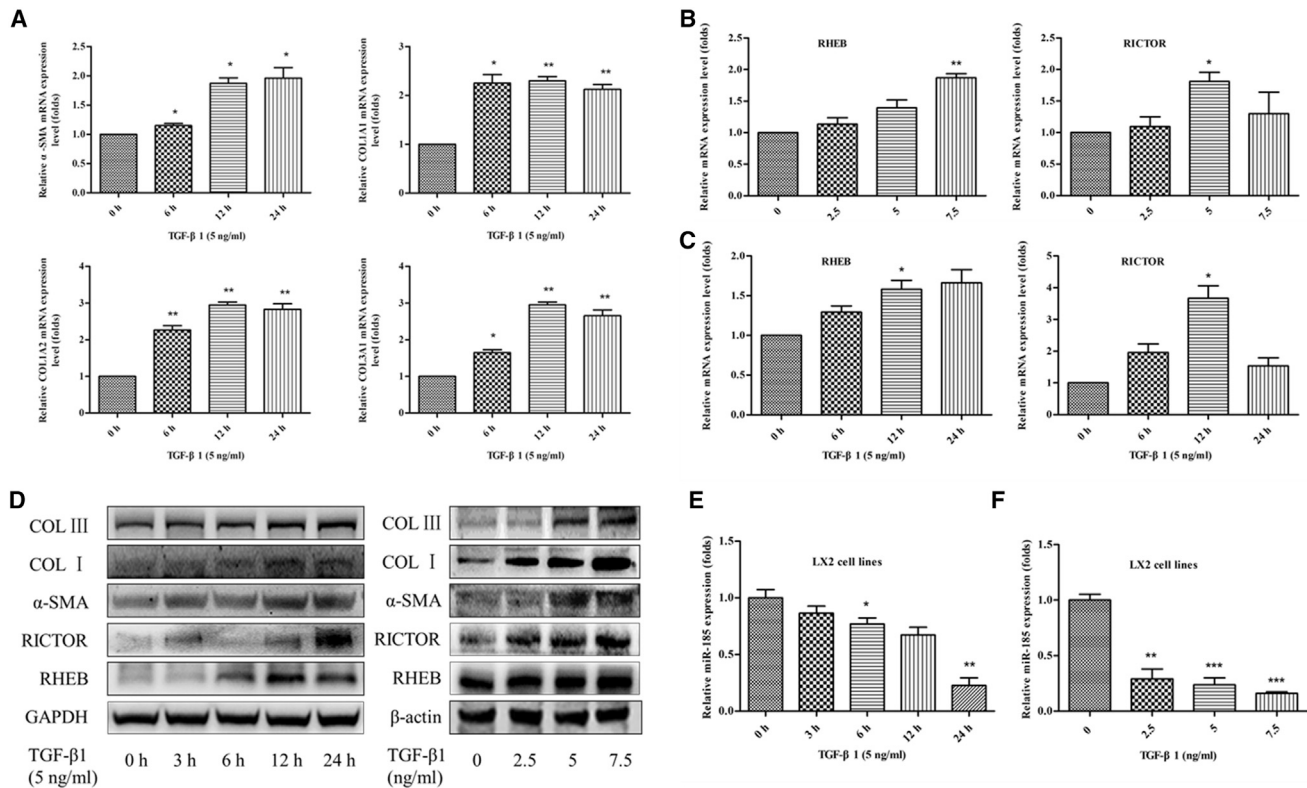 A
Relative α -SMA mRNA expression
level (folds)
2.5
2.0
1.5
1.0
0.5
0.0
*
*
*
0 h
6 h
12 h
24 h
TGF-β 1 (5 ng/ml)
Relative COL1A1 mRNA expression
level (folds)
3
2
1
0
*
**
**
0 h
6 h
12 h
24 h
TGF-β 1 (5 ng/ml)
Relative COL1A2 mRNA expression
level (folds)
4
3
2
1
0
**
**
**
0 h
6 h
12 h
24 h
TGF-β 1 (5 ng/ml)
Relative COL3A1 mRNA expression
level (folds)
4
3
2
1
0
*
**
**
0 h
6 h
12 h
24 h
TGF-β 1 (5 ng/ml)
B
RHEB
Relative mRNA expression level (folds)
2.5
2.0
1.5
1.0
0.5
0.0
**
0
2.5
5
7.5
RICTOR
Relative mRNA expression level (folds)
2.5
2.0
1.5
1.0
0.5
0.0
*
0
2.5
5
7.5
C
RHEB
Relative mRNA expression level (folds)
2.0
1.5
1.0
0.5
0.0
*
0 h
6 h
12 h
24 h
TGF-β 1 (5 ng/ml)
RICTOR
Relative mRNA expression level (folds)
5
4
3
2
1
0
*
0 h
6 h
12 h
24 h
TGF-β 1 (5 ng/ml)
D
COL Ⅲ
COL Ⅰ
α-SMA
RICTOR
RHEB
GAPDH
TGF-β1 0 h 3 h 6 h 12 h 24 h
(5 ng/ml)
COL Ⅲ
COL Ⅰ
α-SMA
RICTOR
RHEB
β-actin
TGF-β1 0 2.5 5 7.5
(ng/ml)
E
LX2 cell lines
Relative miR-185 expression (folds)
1.5
1.0
0.5
0.0
*
**
0 h
3 h
6 h
12 h
24 h
TGF-β 1 (5 ng/ml)
F
LX2 cell lines
Relative miR-185 expression (folds)
1.5
1.0
0.5
0.0
**
***
***
0
2.5
5
7.5
TGF-β 1 (ng/ml)